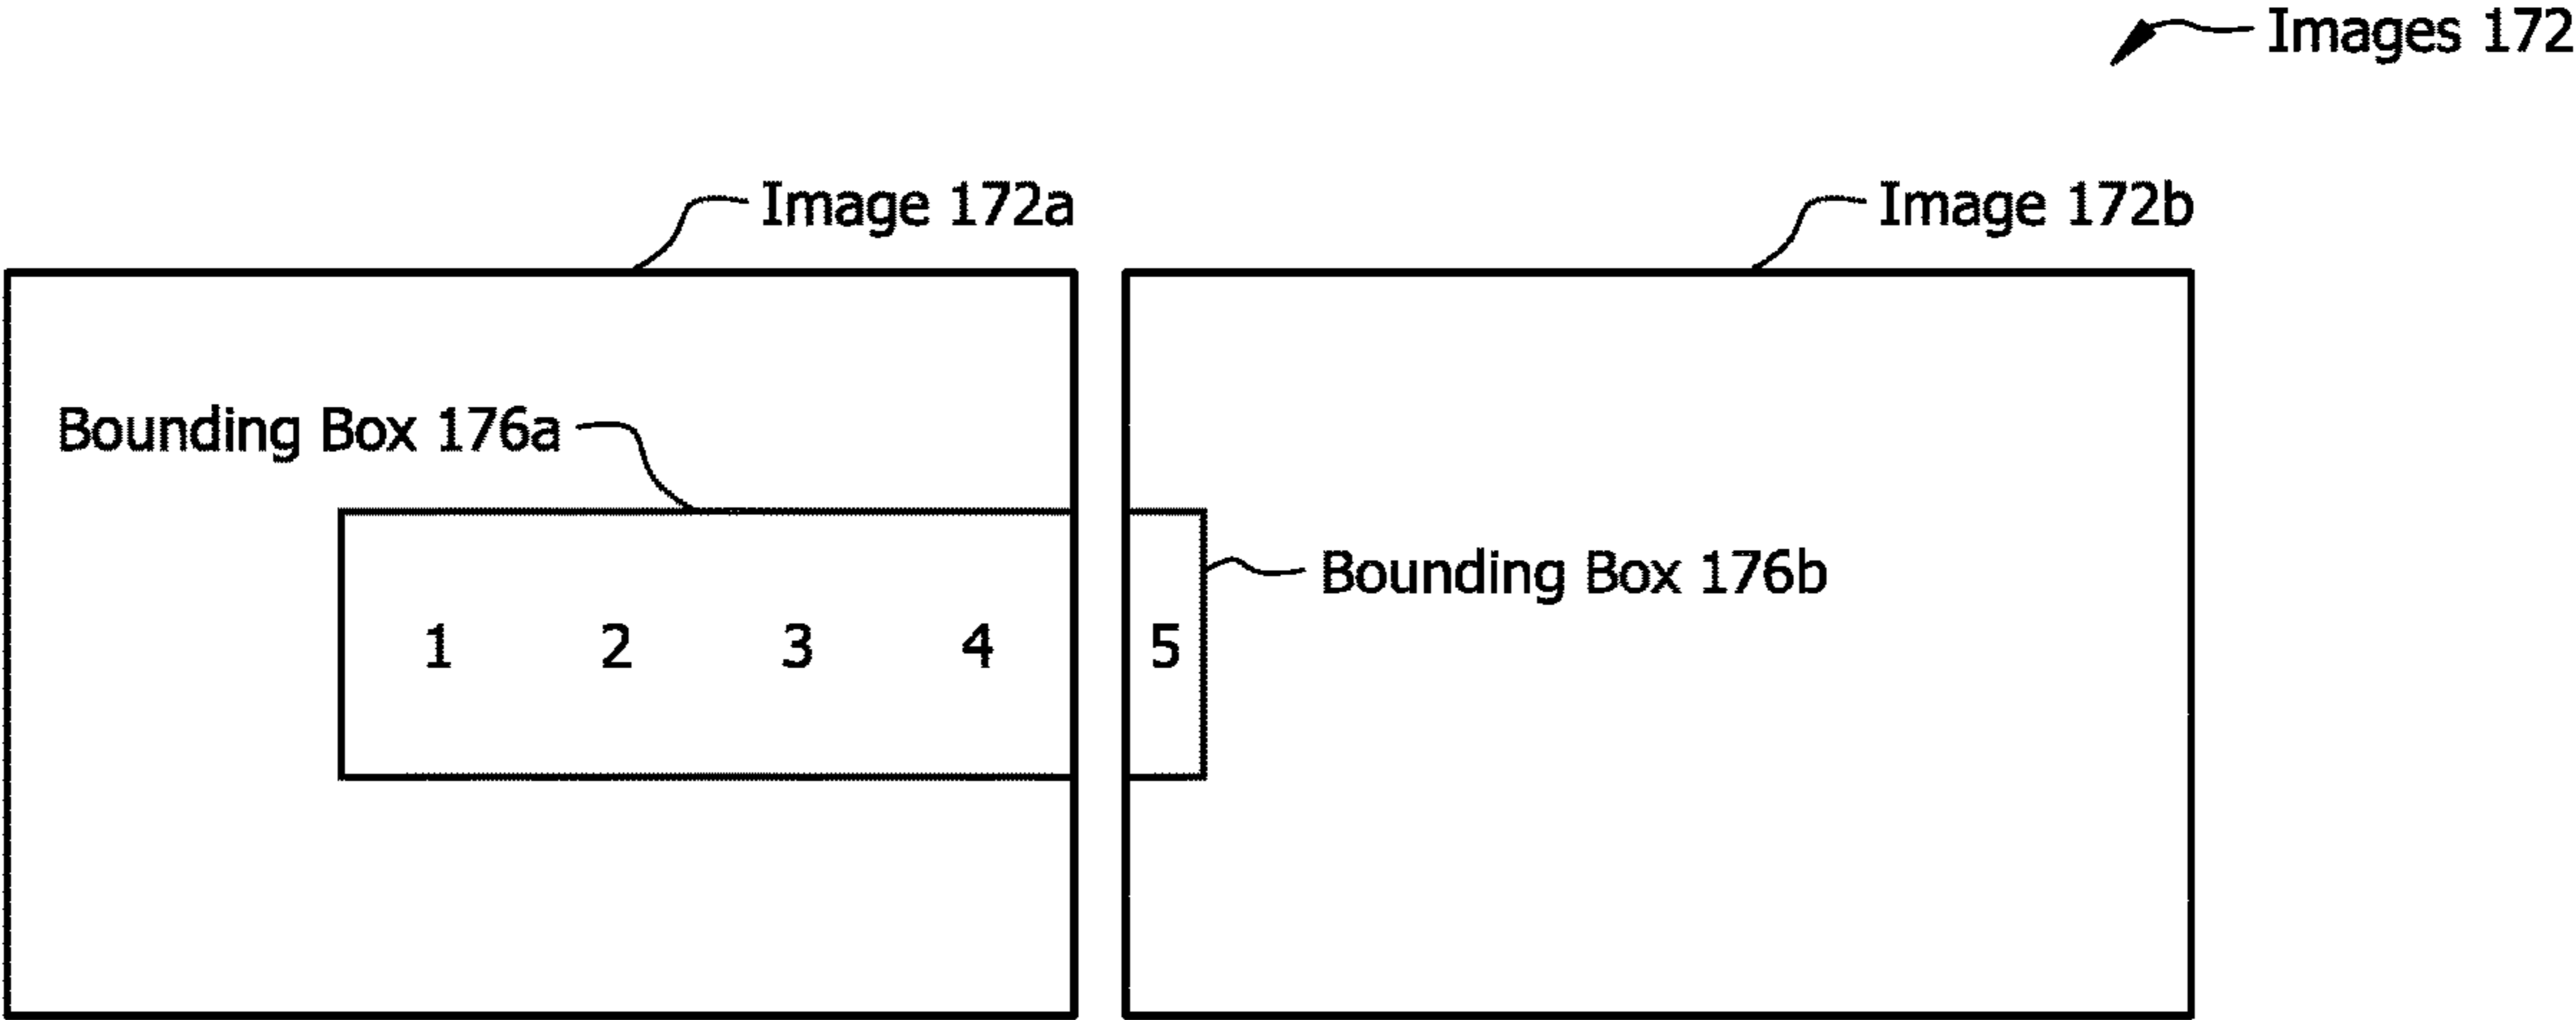 Images 172
Image 172a
Image 172b
Bounding Box 176a
Bounding Box 176b
1 2 3 4 5